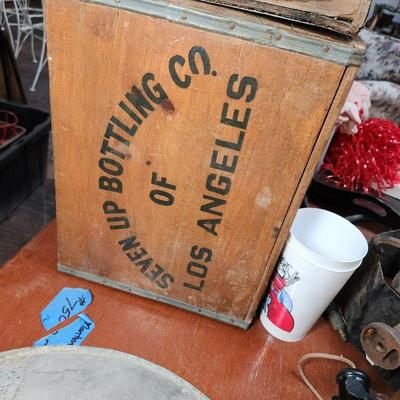 SEVEN UP BOTTLING CO.
OF
LOS ANGELES